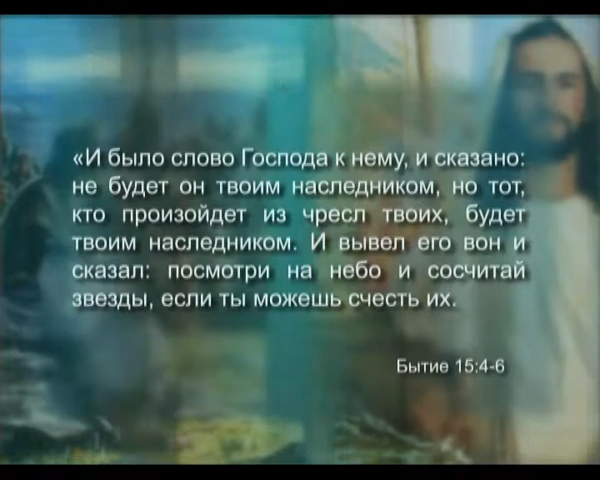 «И было слово Господа к нему, и сказано:
не будет он твоим наследником, но тот,
кто произойдет из чресл твоих, будет
твоим наследником. И вывел его вон и
сказал: посмотри на небо и сосчитай
звезды, если ты можешь счесть их.
Бытие 15:4-6